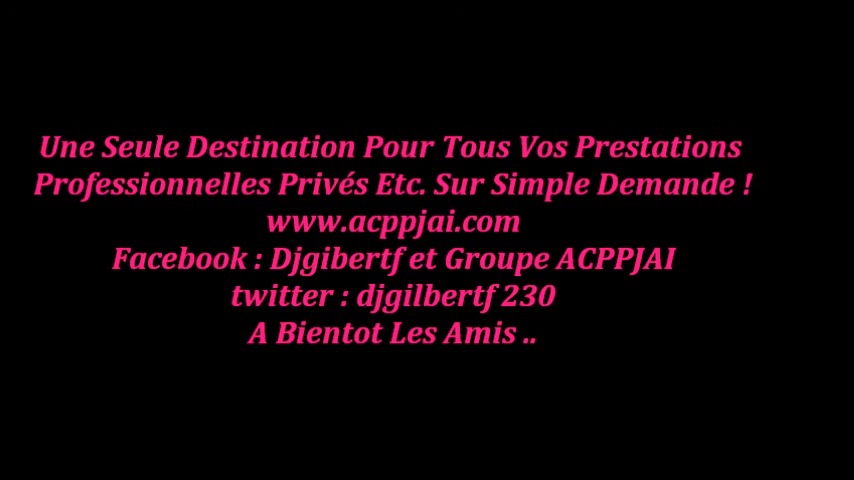 Une Seule Destination Pour Tous Vos Prestations
Professionnelles Privés Etc. Sur Simple Demande !
www.acppjai.com
Facebook : Djgibertf et Groupe ACPPJAI
twitter : djgilbertf 230
A Bientot Les Amis ..